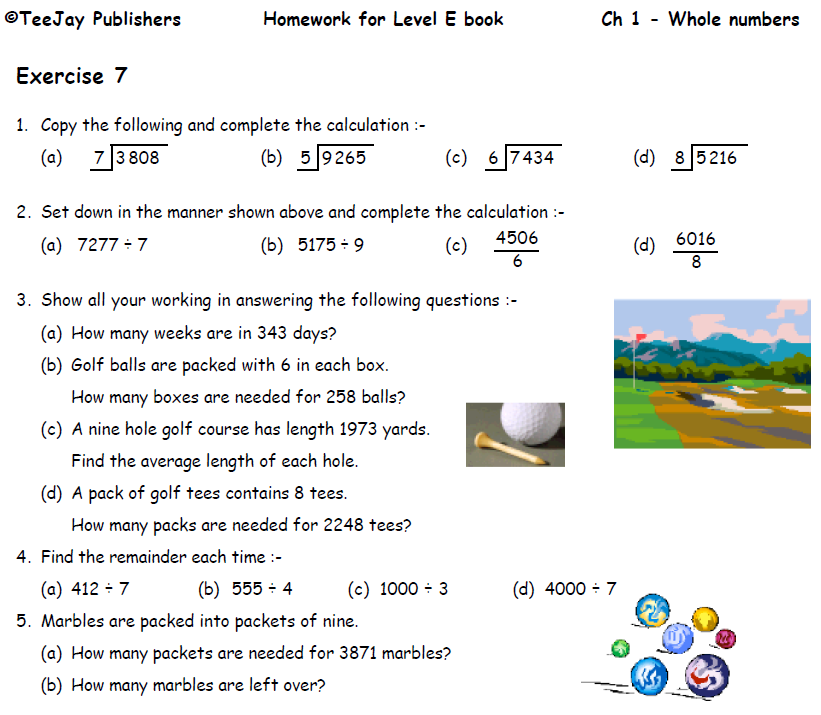 ©TeeJay Publishers Homework for Level E book Ch 1 - Whole numbers
Exercise 7
1. Copy the following and complete the calculation :-
(a) 7 3808 (b) 5 9265 (c) 6 7434 (d) 8 5216
2. Set down in the manner shown above and complete the calculation :-
(a) 7277 ÷ 7 (b) 5175 ÷ 9 (c) 4506/6 (d) 6016/8
3. Show all your working in answering the following questions :-
(a) How many weeks are in 343 days?
(b) Golf balls are packed with 6 in each box.
How many boxes are needed for 258 balls?
(c) A nine hole golf course has length 1973 yards.
Find the average length of each hole.
(d) A pack of golf tees contains 8 tees.
How many packs are needed for 2248 tees?
4. Find the remainder each time :-
(a) 412 ÷ 7 (b) 555 ÷ 4 (c) 1000 ÷ 3 (d) 4000 ÷ 7
5. Marbles are packed into packets of nine.
(a) How many packets are needed for 3871 marbles?
(b) How many marbles are left over?